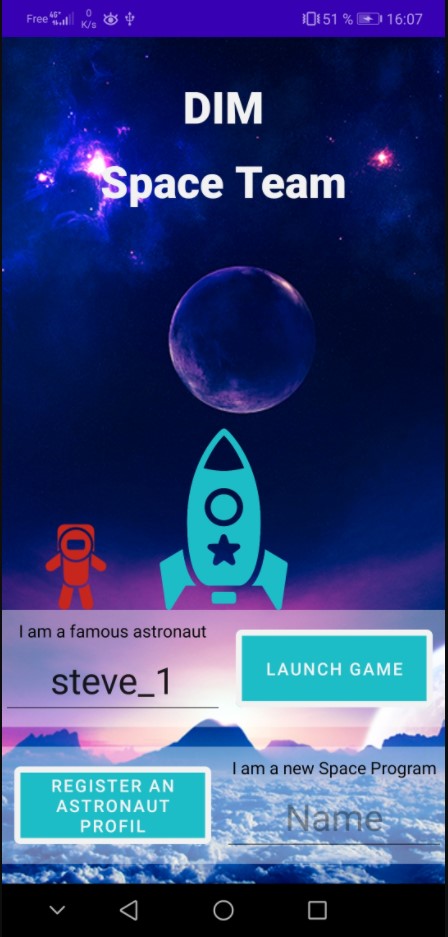 Free 4G+ 0 K/s 51 % 16:07
DIM
Space Team
I am a famous astronaut
steve_1
LAUNCH GAME
REGISTER AN
ASTRONAUT
PROFIL
I am a new Space Program
Name